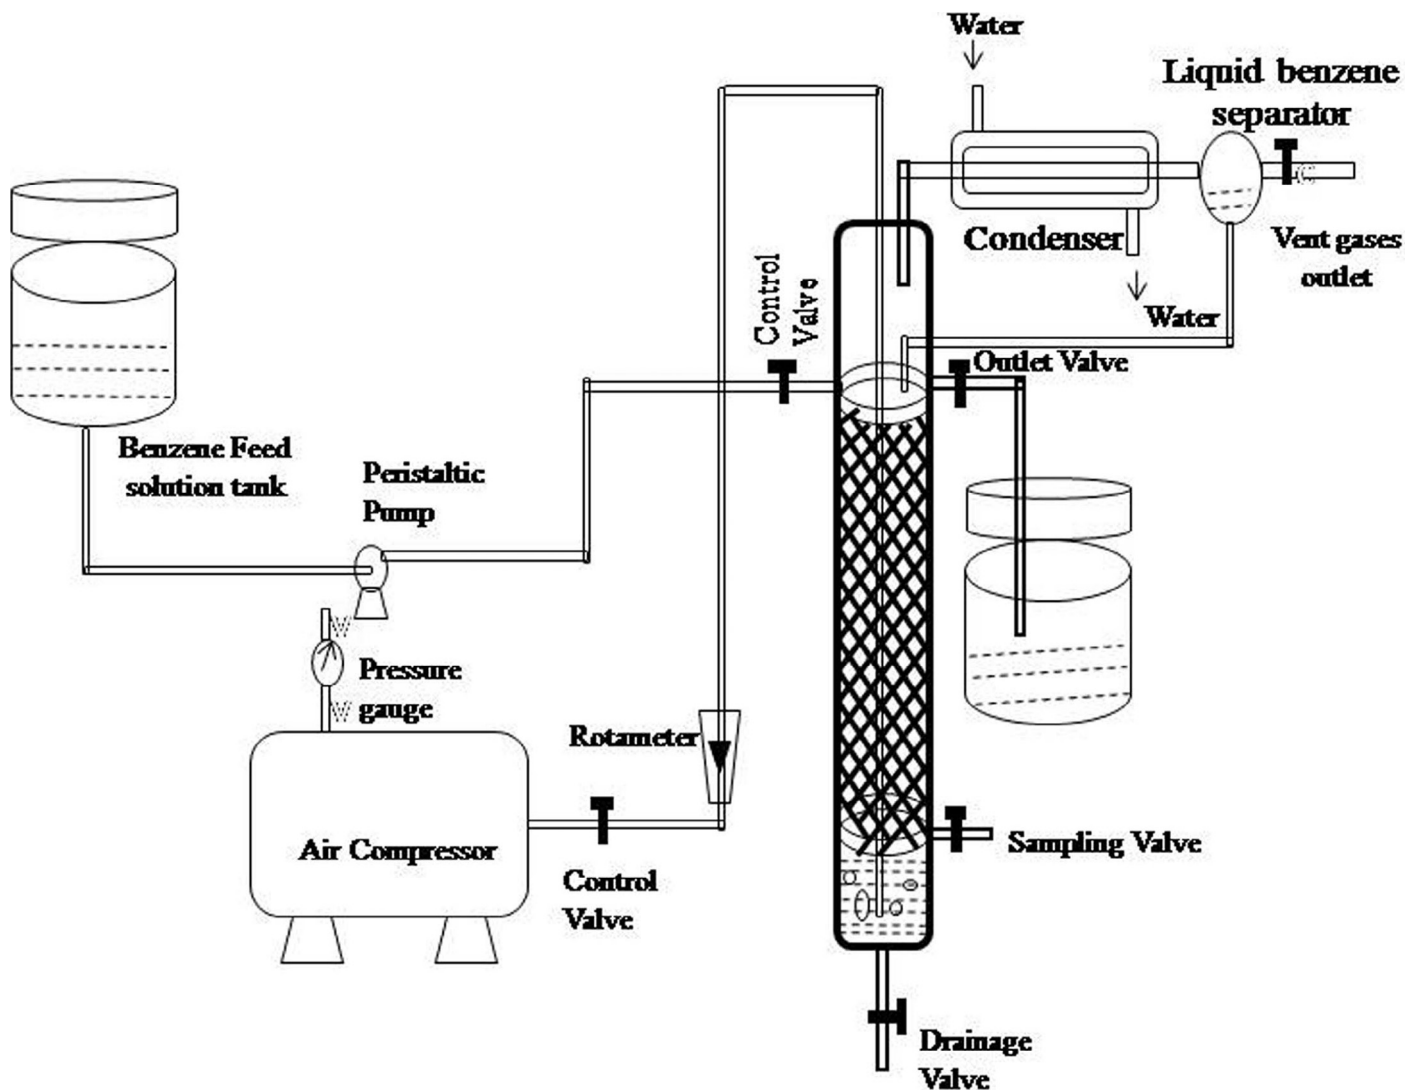 Water
Liquid benzene
separator
Condenser
Vent gases
outlet
Control
Valve
Water
Outlet Valve
Benzene Feed
solution tank
Peristaltic
Pump
Pressure
gauge
Rotameter
Air Compressor
Control
Valve
Sampling Valve
Drainage
Valve